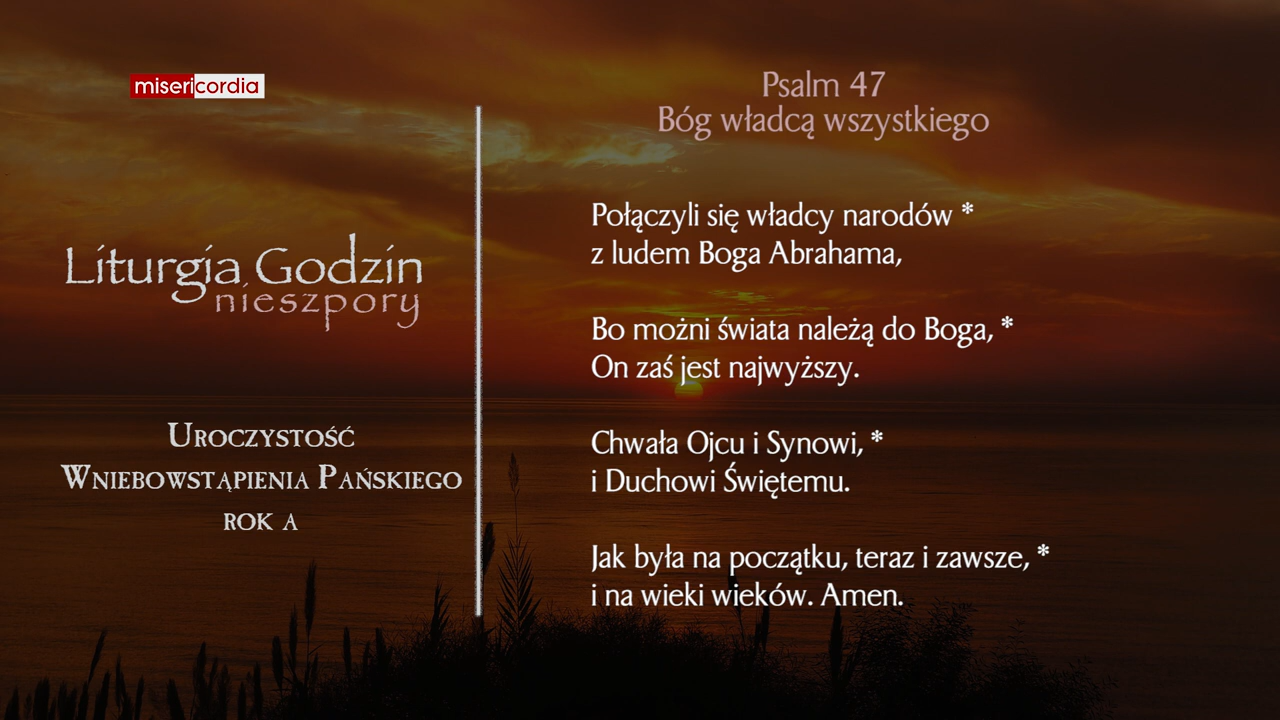 misericordia
Liturgia Godzin
nieszpory
Uroczystość
Wniebowstąpienia Pańskiego
rok A
Psalm 47
Bóg władcą wszystkiego
Połączyli się władcy narodów *
z ludem Boga Abrahama,
Bo możni świata należą do Boga, *
On zaś jest najwyższy.
Chwała Ojcu i Synowi, *
i Duchowi Świętemu.
Jak była na początku, teraz i zawsze, *
i na wieki wieków. Amen.